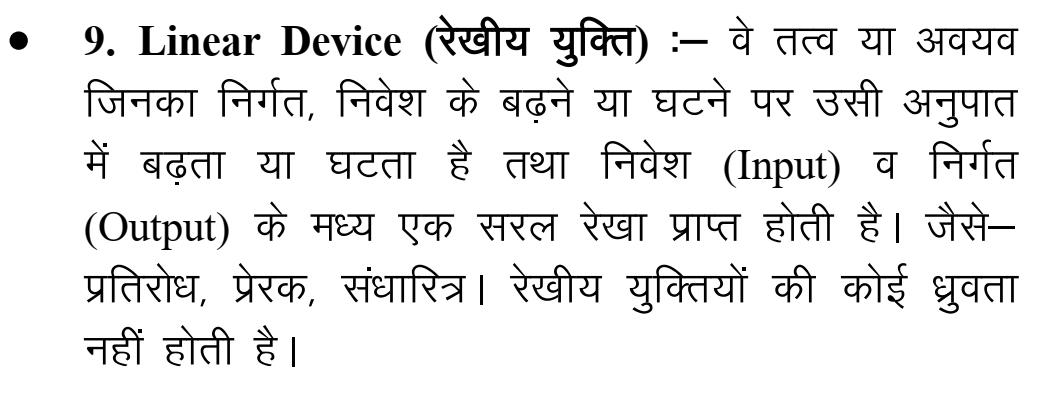 • 9. Linear Device (रेखीय युक्ति) :– वे तत्व या अवयव
जिनका निर्गत, निवेश के बढ़ने या घटने पर उसी अनुपात
में बढ़ता या घटता है तथा निवेश (Input) व निर्गत
(Output) के मध्य एक सरल रेखा प्राप्त होती है। जैसे–
प्रतिरोध, प्रेरक, संधारित्र। रेखीय युक्तियों की कोई ध्रुवता
नहीं होती है।